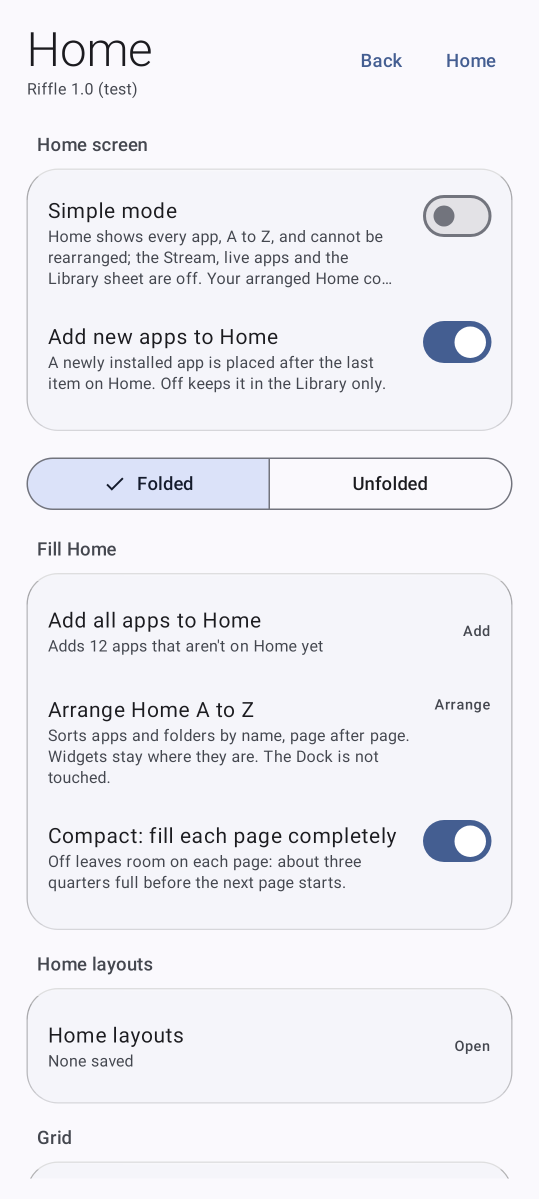 Home
Back
Home
Riffle 1.0 (test)
Home screen
Simple mode
Home shows every app, A to Z, and cannot be
rearranged; the Stream, live apps and the
Library sheet are off. Your arranged Home co…
Add new apps to Home
A newly installed app is placed after the last
item on Home. Off keeps it in the Library only.
Folded
Unfolded
Fill Home
Add all apps to Home
Adds 12 apps that aren't on Home yet
Add
Arrange Home A to Z
Arrange
Sorts apps and folders by name, page after page.
Widgets stay where they are. The Dock is not
touched.
Compact: fill each page completely
Off leaves room on each page: about three
quarters full before the next page starts.
Home layouts
Home layouts
None saved
Open
Grid